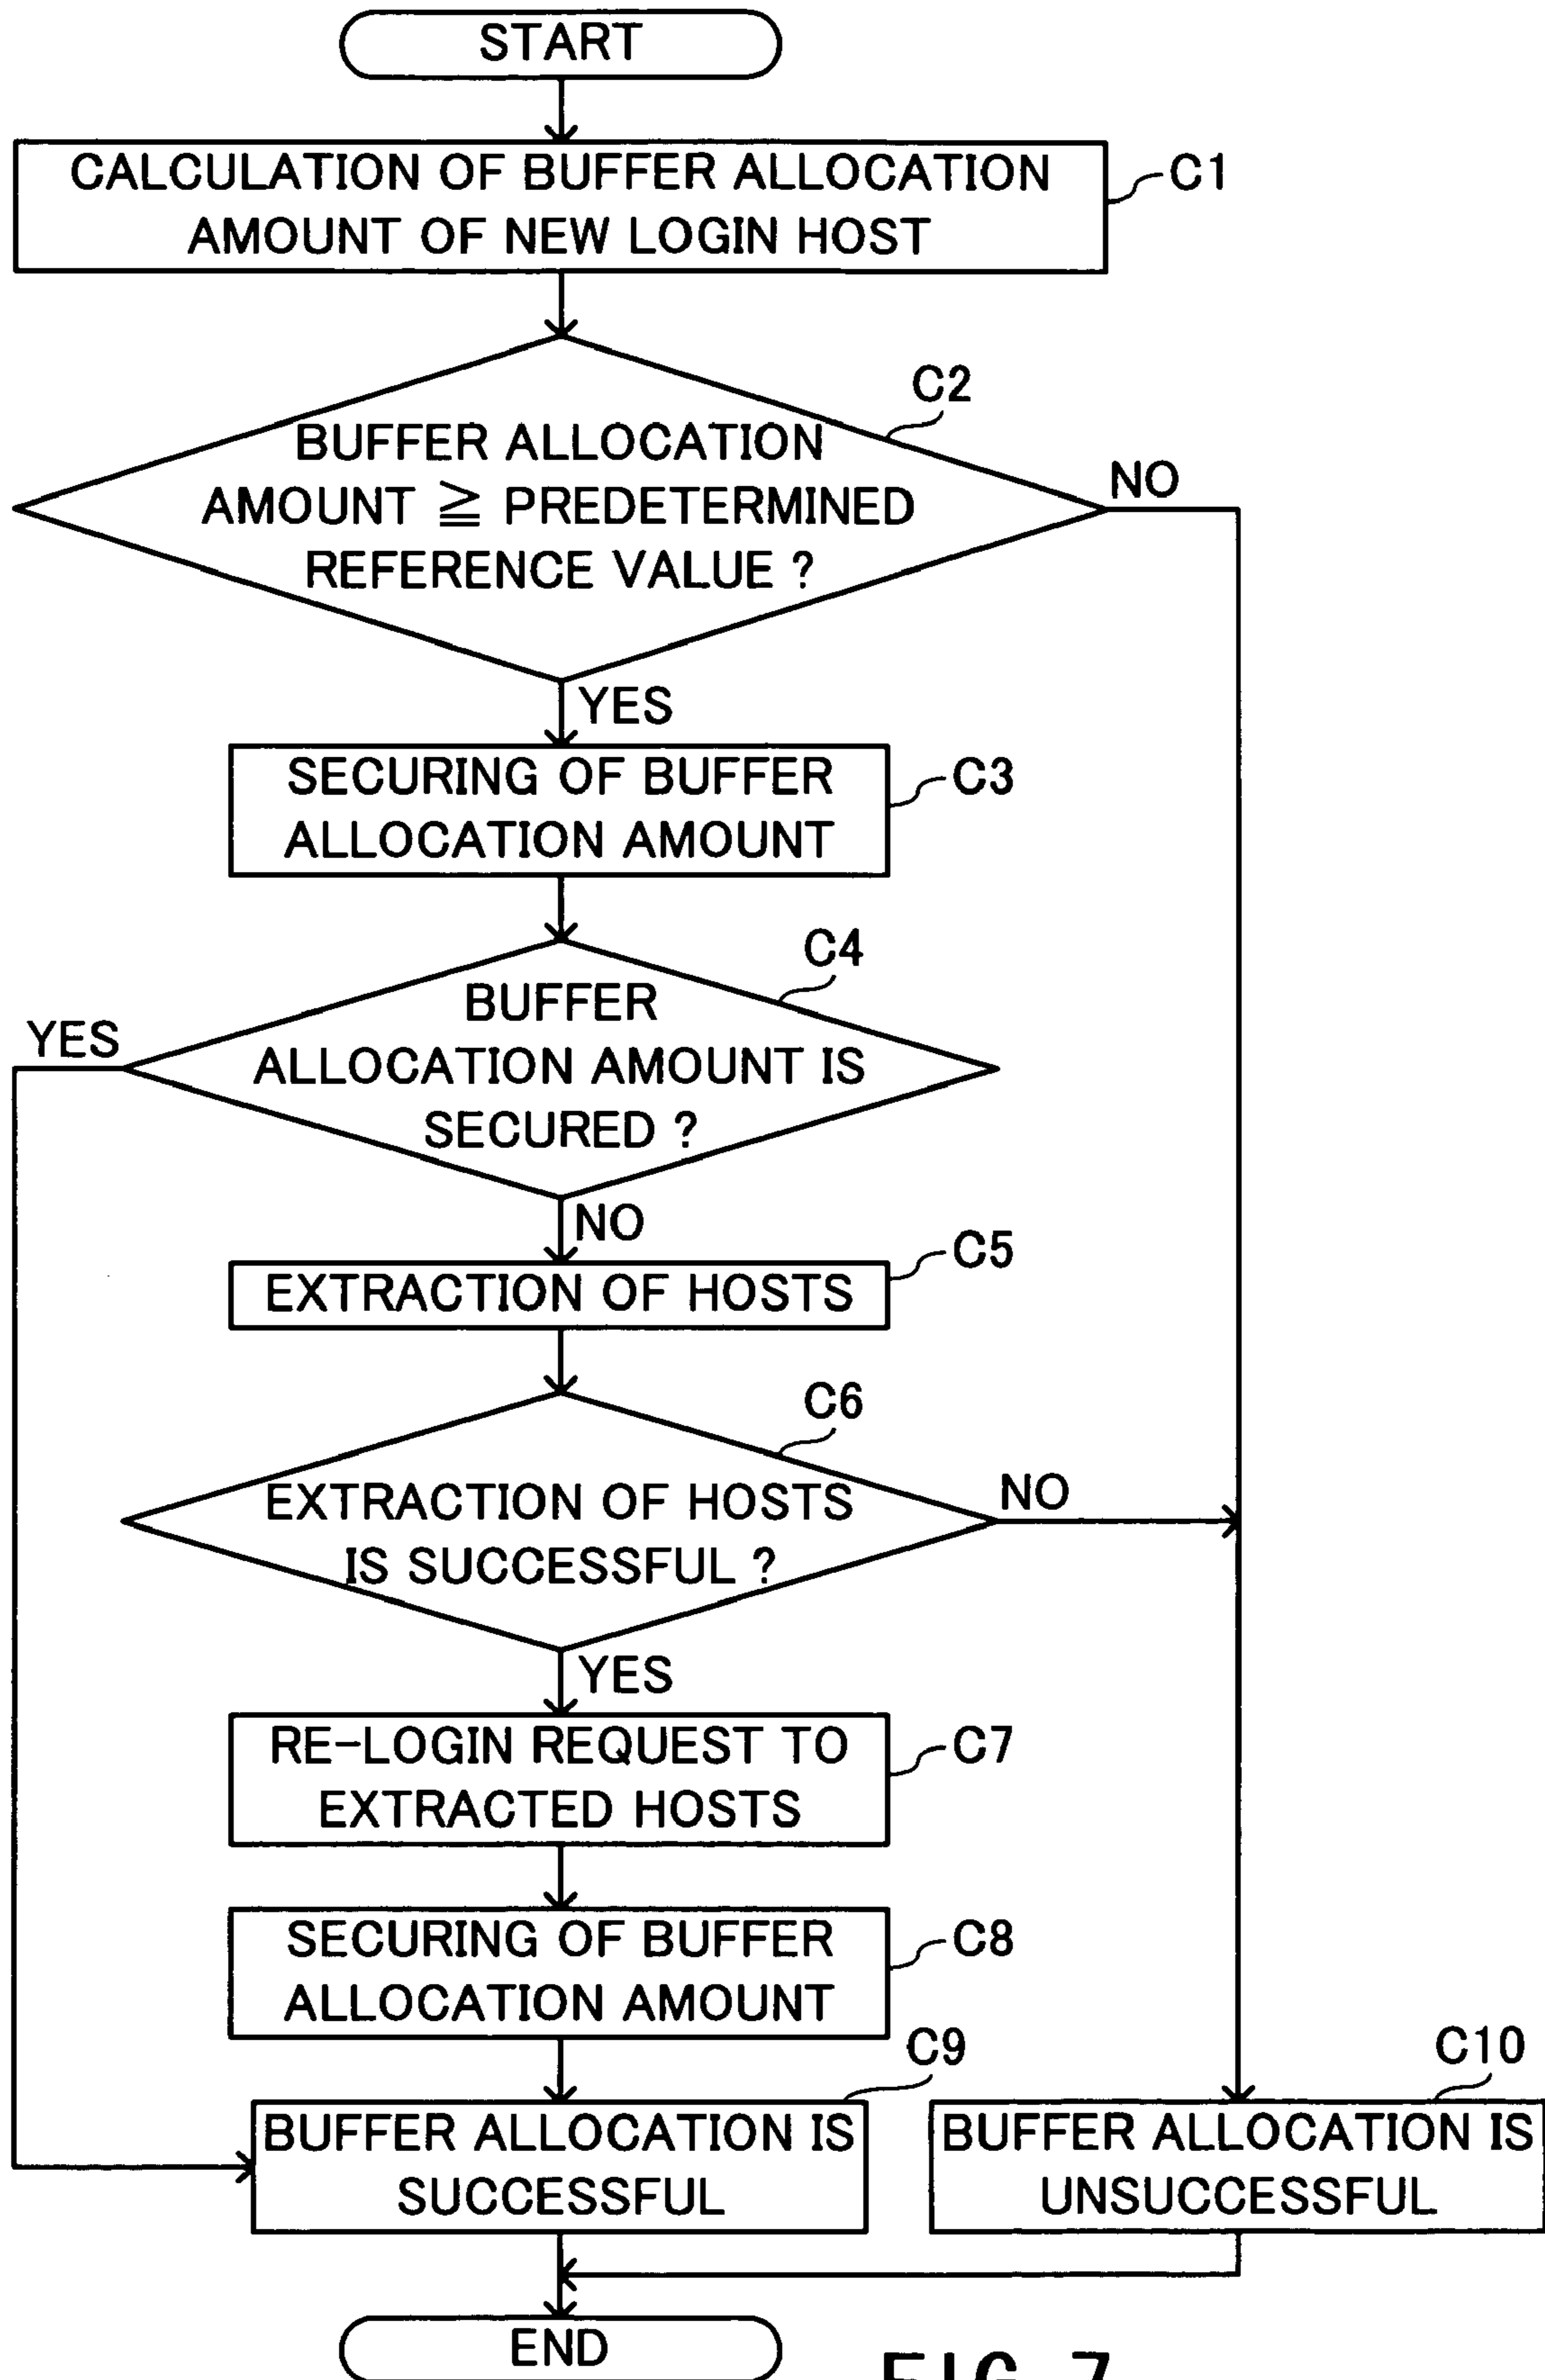 START
CALCULATION OF BUFFER ALLOCATION
AMOUNT OF NEW LOGIN HOST
C1
C2
BUFFER ALLOCATION
AMOUNT ≧ PREDETERMINED
REFERENCE VALUE ?
NO
YES
SECURING OF BUFFER
ALLOCATION AMOUNT
C3
C4
BUFFER
ALLOCATION AMOUNT IS
SECURED ?
YES
NO
EXTRACTION OF HOSTS
C5
C6
EXTRACTION OF HOSTS
IS SUCCESSFUL ?
NO
YES
RE-LOGIN REQUEST TO
EXTRACTED HOSTS
C7
SECURING OF BUFFER
ALLOCATION AMOUNT
C8
C9
BUFFER ALLOCATION IS
SUCCESSFUL
C10
BUFFER ALLOCATION IS
UNSUCCESSFUL
END
FIG. 7